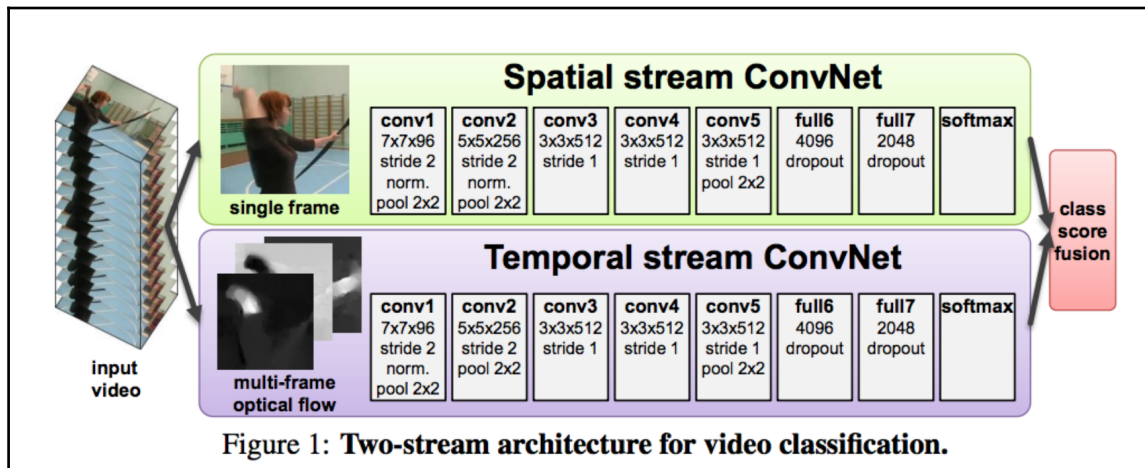 Spatial stream ConvNet
single frame
conv1
7x7x96
stride 2
norm.
pool 2x2
conv2
5x5x256
stride 2
norm.
pool 2x2
conv3
3x3x512
stride 1
conv4
3x3x512
stride 1
conv5
3x3x512
stride 1
pool 2x2
full6
4096
dropout
full7
2048
dropout
softmax
input
video
Temporal stream ConvNet
multi-frame
optical flow
conv1
7x7x96
stride 2
norm.
pool 2x2
conv2
5x5x256
stride 2
pool 2x2
conv3
3x3x512
stride 1
conv4
3x3x512
stride 1
conv5
3x3x512
stride 1
pool 2x2
full6
4096
dropout
full7
2048
dropout
softmax
class
score
fusion
Figure 1: Two-stream architecture for video classification.